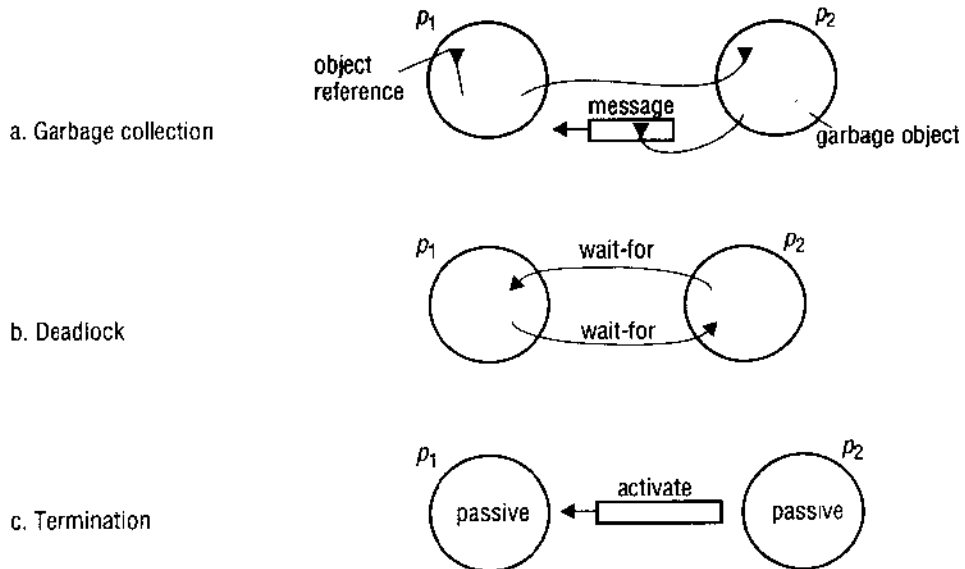 p1
p2
object
reference
message
a. Garbage collection
garbage object
p1
wait-for
p2
b. Deadlock
wait-for
p1
p2
activate
passive
passive
c. Termination